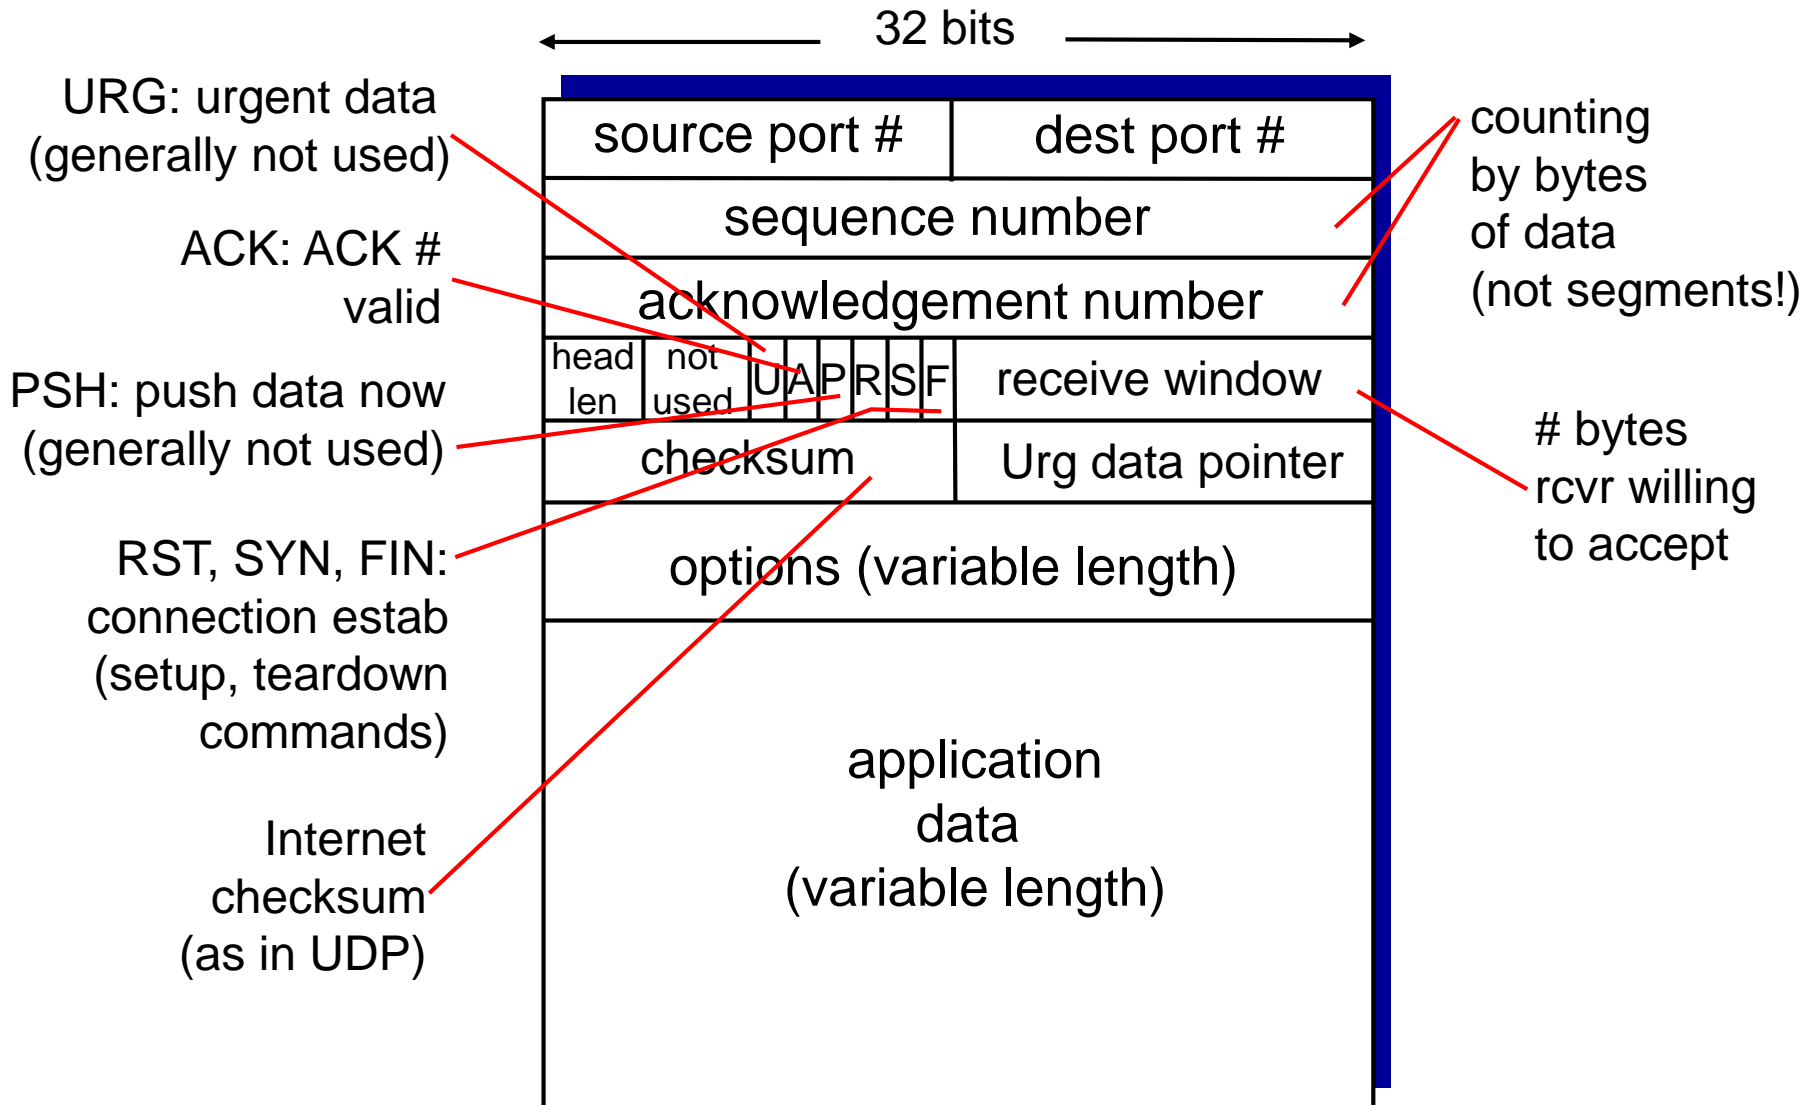 32 bits
URG: urgent data
(generally not used)
ACK: ACK #
valid
PSH: push data now
(generally not used)
RST, SYN, FIN:
connection estab
(setup, teardown
commands)
Internet
checksum
(as in UDP)
source port #
dest port #
sequence number
acknowledgement number
head
len
not
used
U
A
P
R
S
F
receive window
checksum
Urg data pointer
options (variable length)
application
data
(variable length)
counting
by bytes
of data
(not segments!)
# bytes
rcvr willing
to accept